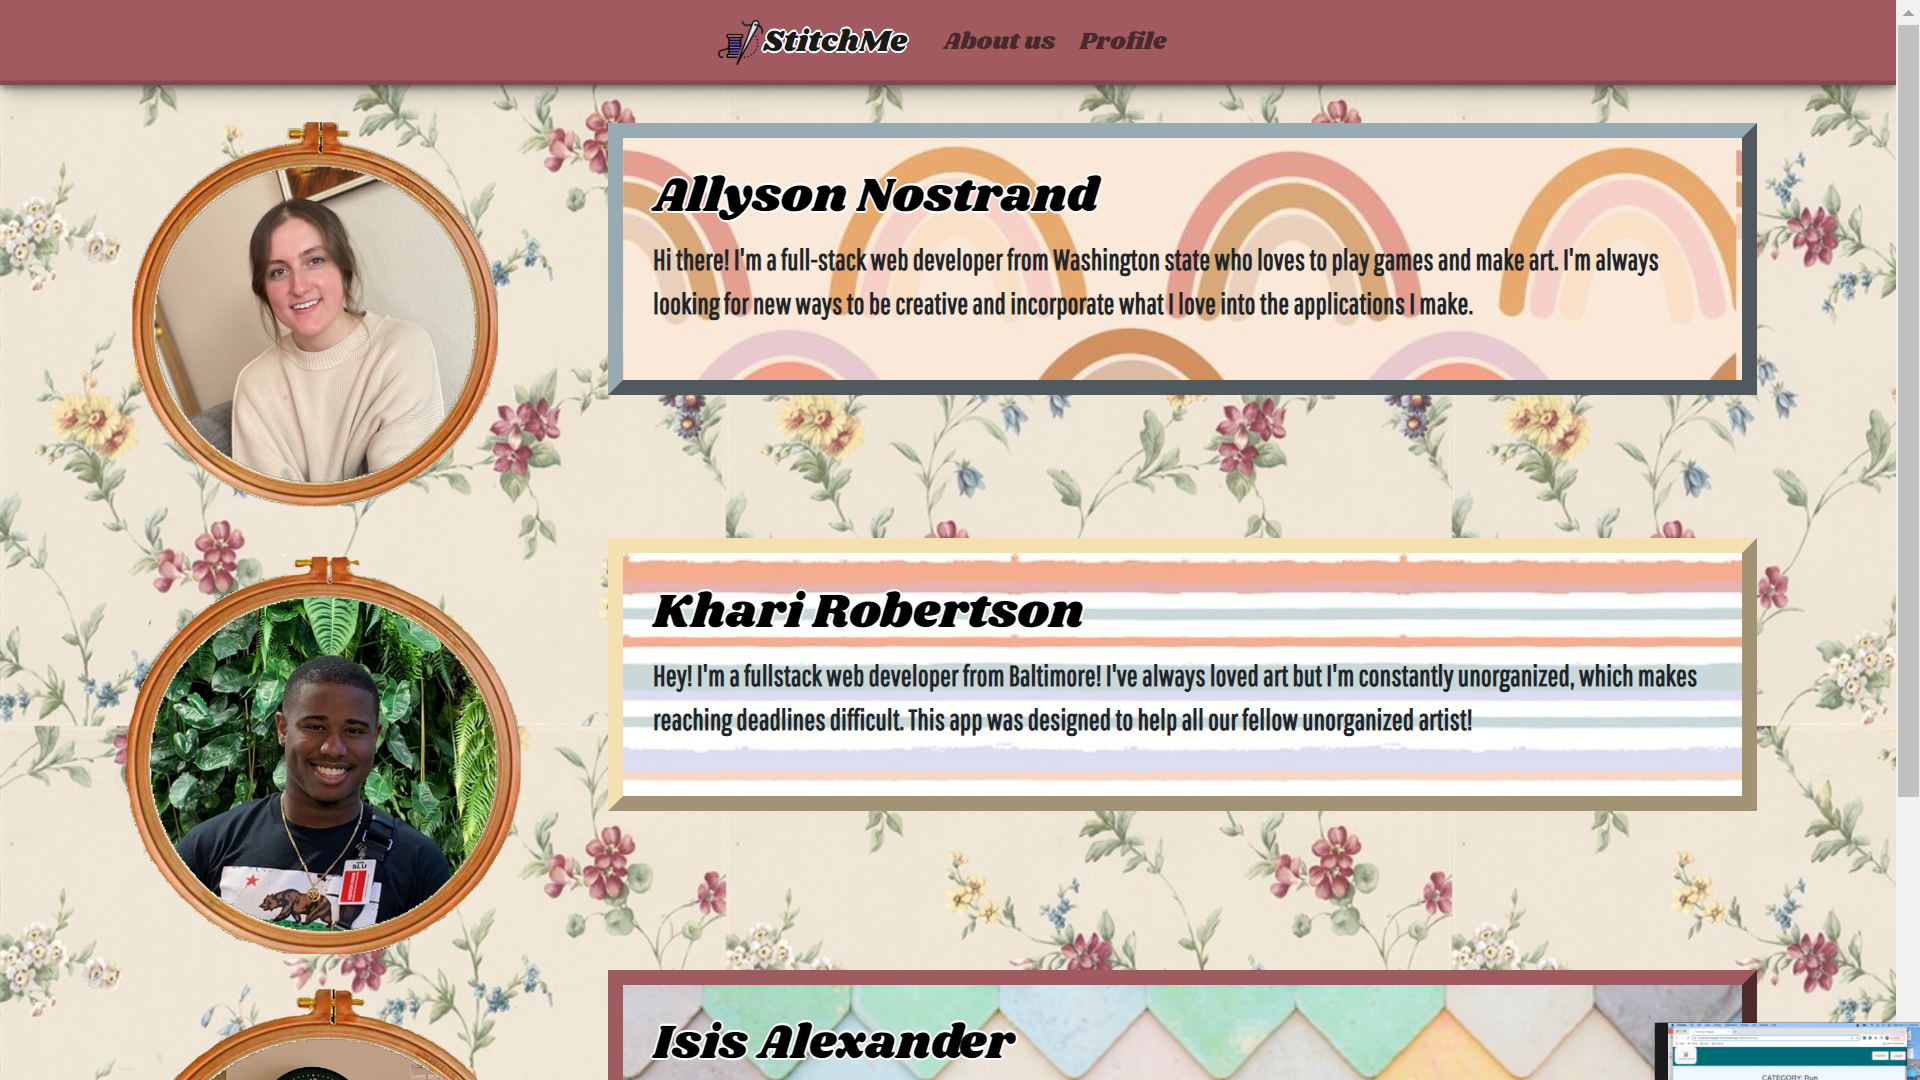 StitchMe About us Profile
Allyson Nostrand
Hi there! I'm a full-stack web developer from Washington state who loves to play games and make art. I'm always
looking for new ways to be creative and incorporate what I love into the applications I make.
Khari Robertson
Hey! I'm a fullstack web developer from Baltimore! I've always loved art but I'm constantly unorganized, which makes
reaching deadlines difficult. This app was designed to help all our fellow unorganized artist!
SLU
Isis Alexander
CATEGORY: Run